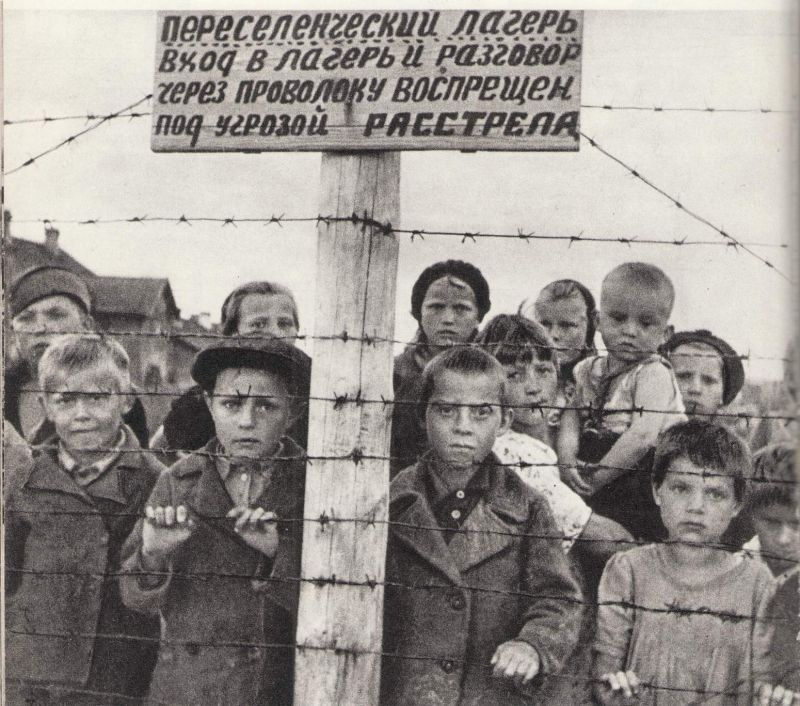 ПЕРЕСЕЛЕНЧЕСКИЙ ЛАГЕРЬ
ВХОД В ЛАГЕРЬ И РАЗГОВОР
ЧЕРЕЗ ПРОВОЛОКУ ВОСПРЕЩЕН
ПОД УГРОЗОЙ РАССТРЕЛА